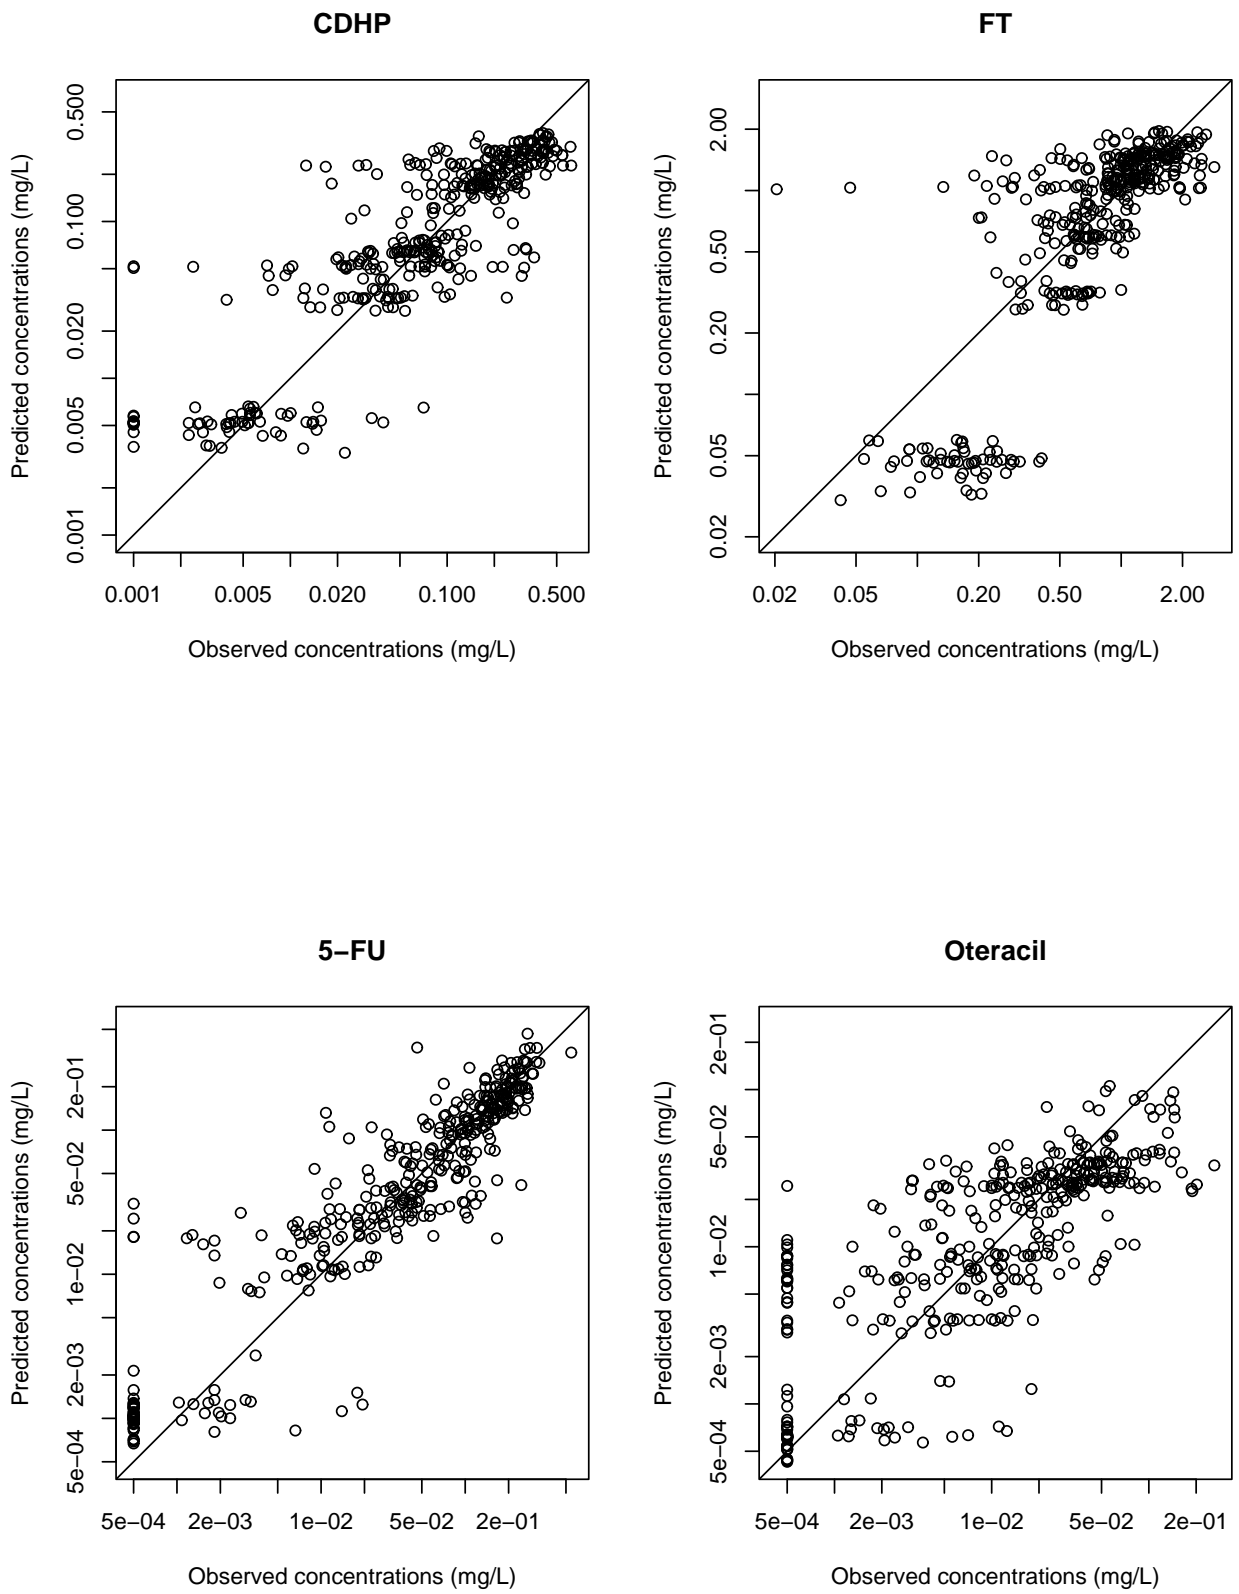 CDHP
Predicted concentrations (mg/L)
0.500
0.100
0.020
0.005
0.001
0.001 0.005 0.020 0.100 0.500
Observed concentrations (mg/L)
FT
Predicted concentrations (mg/L)
2.00
0.50
0.20
0.05
0.02
0.02 0.05 0.20 0.50 2.00
Observed concentrations (mg/L)
5−FU
Predicted concentrations (mg/L)
2e−01
5e−02
1e−02
2e−03
5e−04
5e−04 2e−03 1e−02 5e−02 2e−01
Observed concentrations (mg/L)
Oteracil
Predicted concentrations (mg/L)
2e−01
5e−02
1e−02
2e−03
5e−04
5e−04 2e−03 1e−02 5e−02 2e−01
Observed concentrations (mg/L)